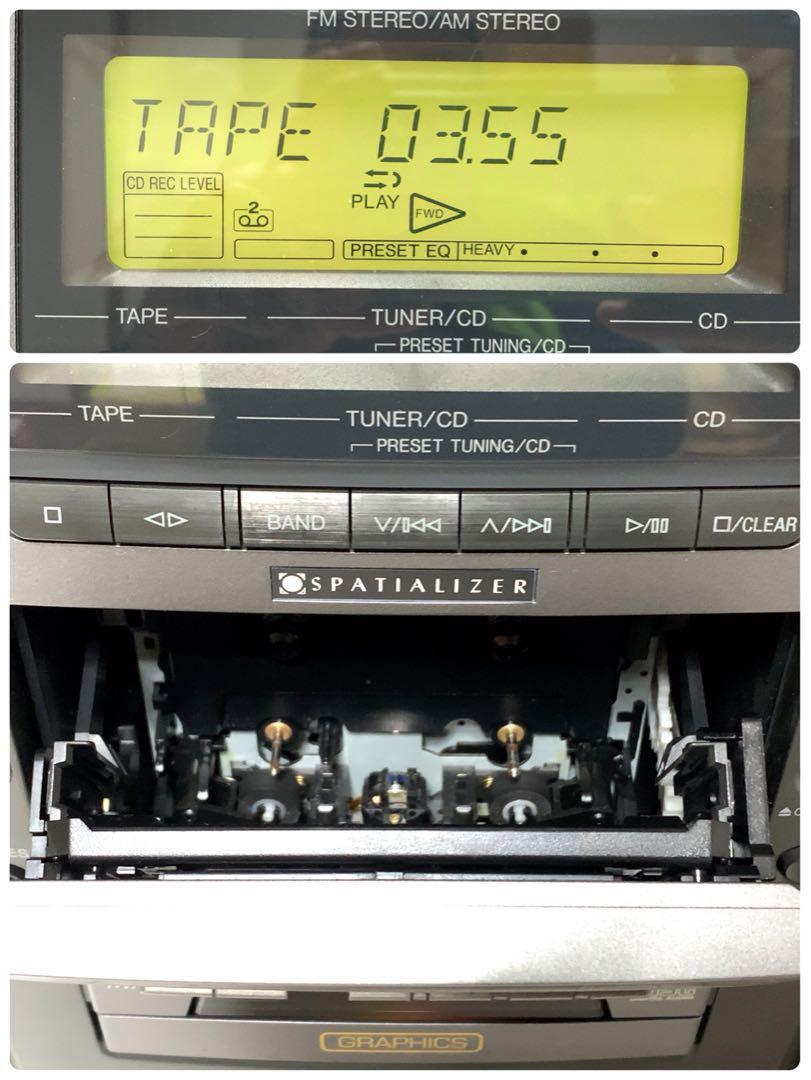 FM STEREO/AM STEREO
TAPE 03.55
CD REC LEVEL
2
PLAY FWD
PRESET EQ HEAVY
TAPE TUNER/CD CD
PRESET TUNING/CD
TAPE TUNER/CD CD
PRESET TUNING/CD
BAND
/CLEAR
SPATIALIZER
GRAPHICS